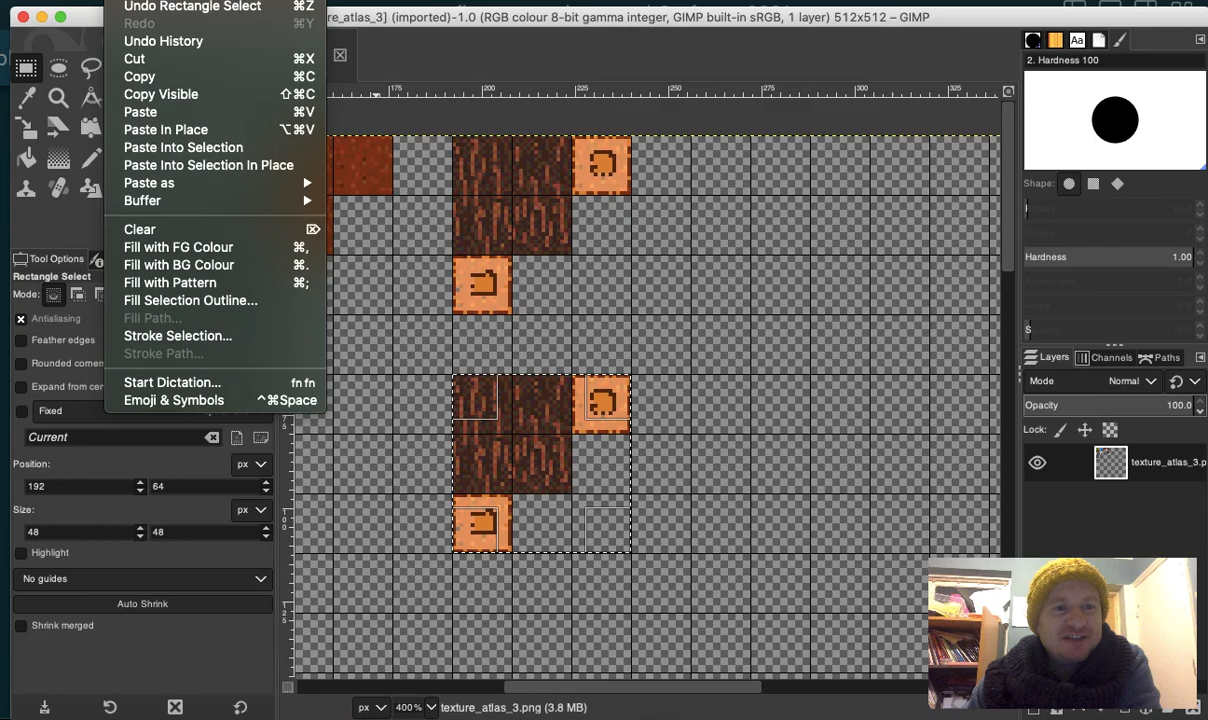 Undo Rectangle Select ⌘Z
texture_atlas_3] (imported)-1.0 (RGB colour 8-bit gamma integer, GIMP built-in sRGB, 1 layer) 512x512 – GIMP
Redo ⌘Y
Undo History
Cut ⌘X
Copy ⌘C
Copy Visible ⇧⌘C
Paste ⌘V
Paste In Place ⌥⌘V
Paste Into Selection
Paste Into Selection In Place
Paste as
Buffer
Clear
Fill with FG Colour ⌘,
Fill with BG Colour ⌘.
Fill with Pattern ⌘;
Fill Selection Outline...
Fill Path...
Stroke Selection...
Stroke Path...
Start Dictation... fn fn
Emoji & Symbols ^⌘Space
175 200 225 250 275 300 325
Tool Options
Rectangle Select
Mode:
Antialiasing
Feather edges
Rounded corners
Expand from cen
Fixed
Current
Position: px
192 64
Size: px
48 48
Highlight
No guides
Auto Shrink
Shrink merged
px 400% texture_atlas_3.png (3.8 MB)
Aa
2. Hardness 100
Shape:
Hardness 1.00
Layers Channels Paths
Mode Normal
Opacity 100.0
Lock:
texture_atlas_3.p